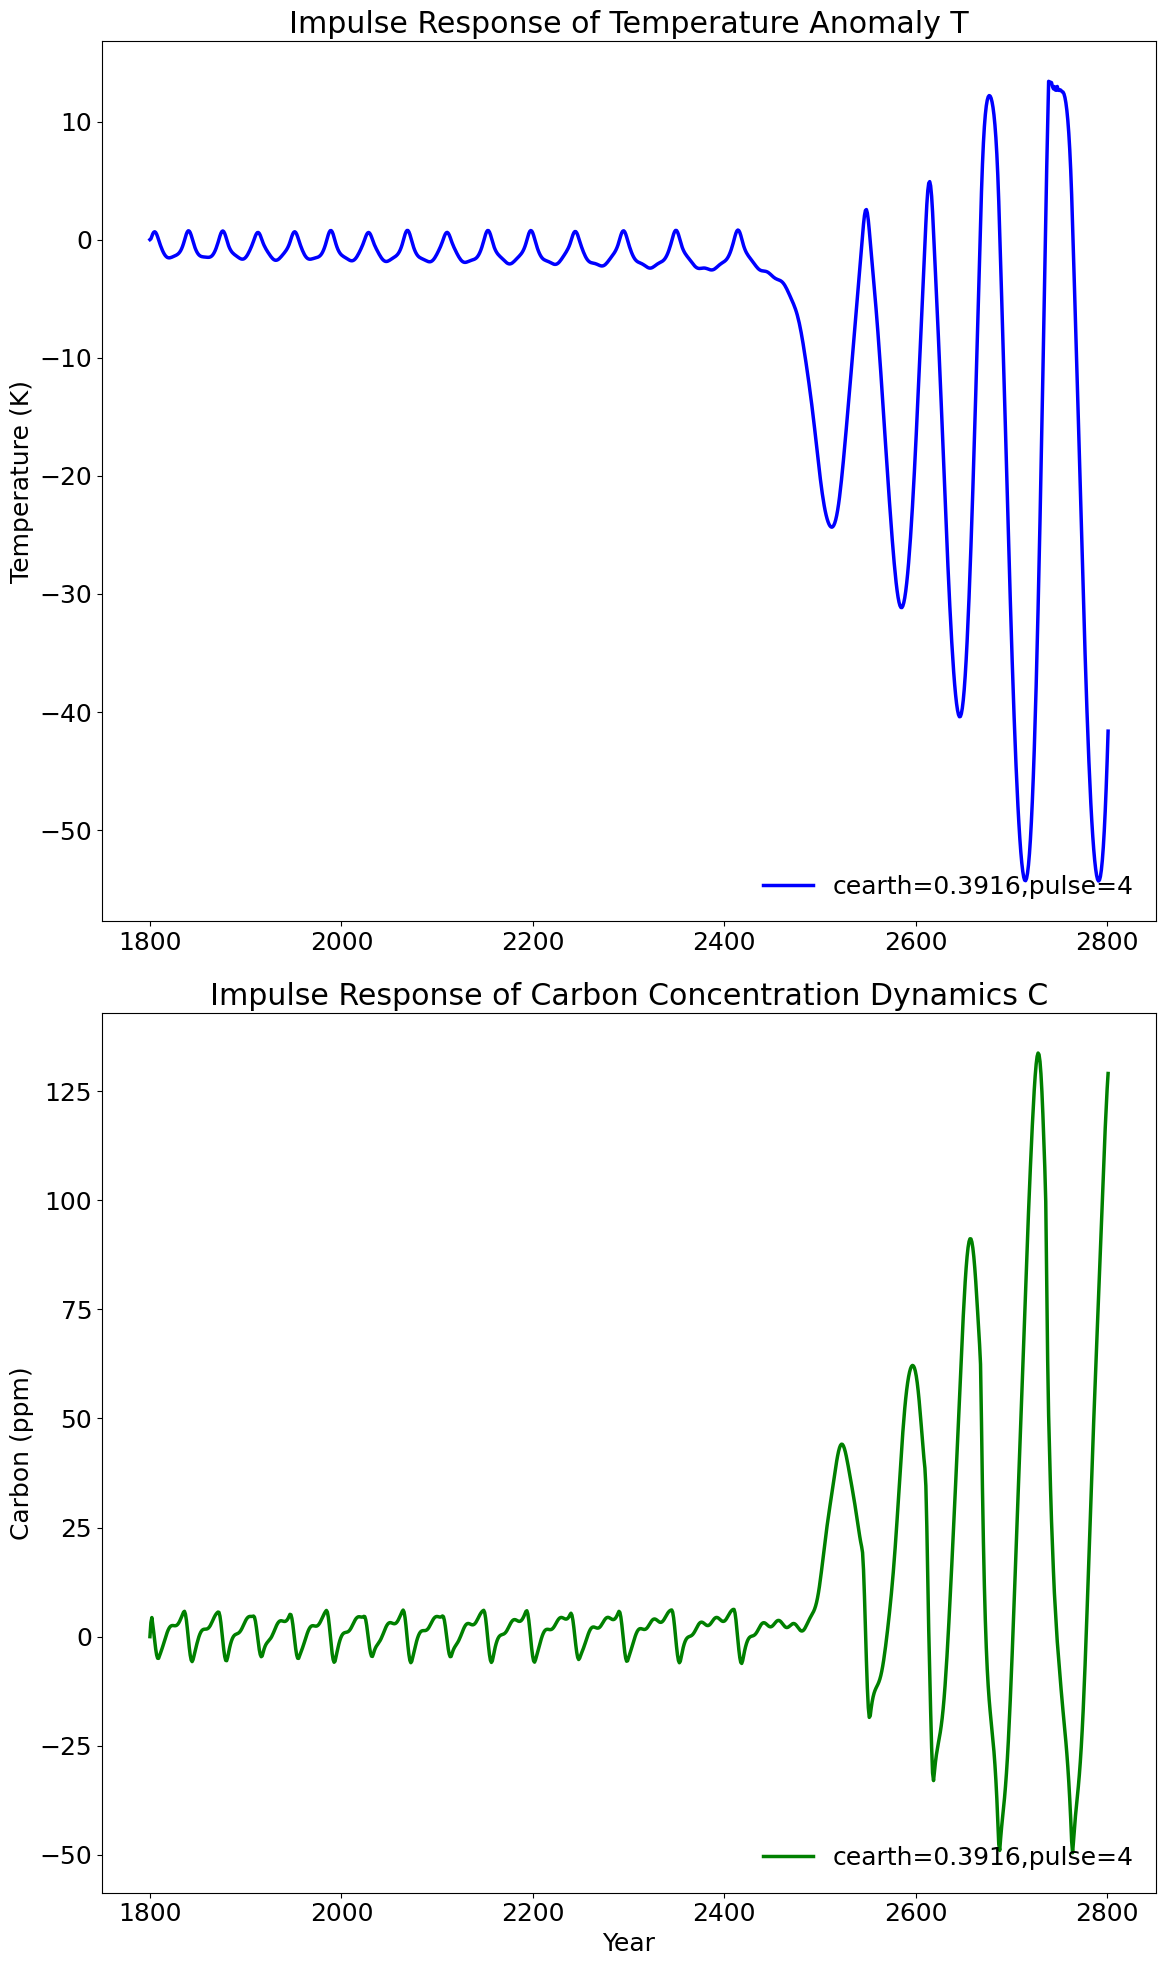 Impulse Response of Temperature Anomaly T
Temperature (K)
10
0
−10
−20
−30
−40
−50
cearth=0.3916,pulse=4
1800 2000 2200 2400 2600 2800
Impulse Response of Carbon Concentration Dynamics C
Carbon (ppm)
125
100
75
50
25
0
−25
−50
cearth=0.3916,pulse=4
1800 2000 2200 2400 2600 2800
Year